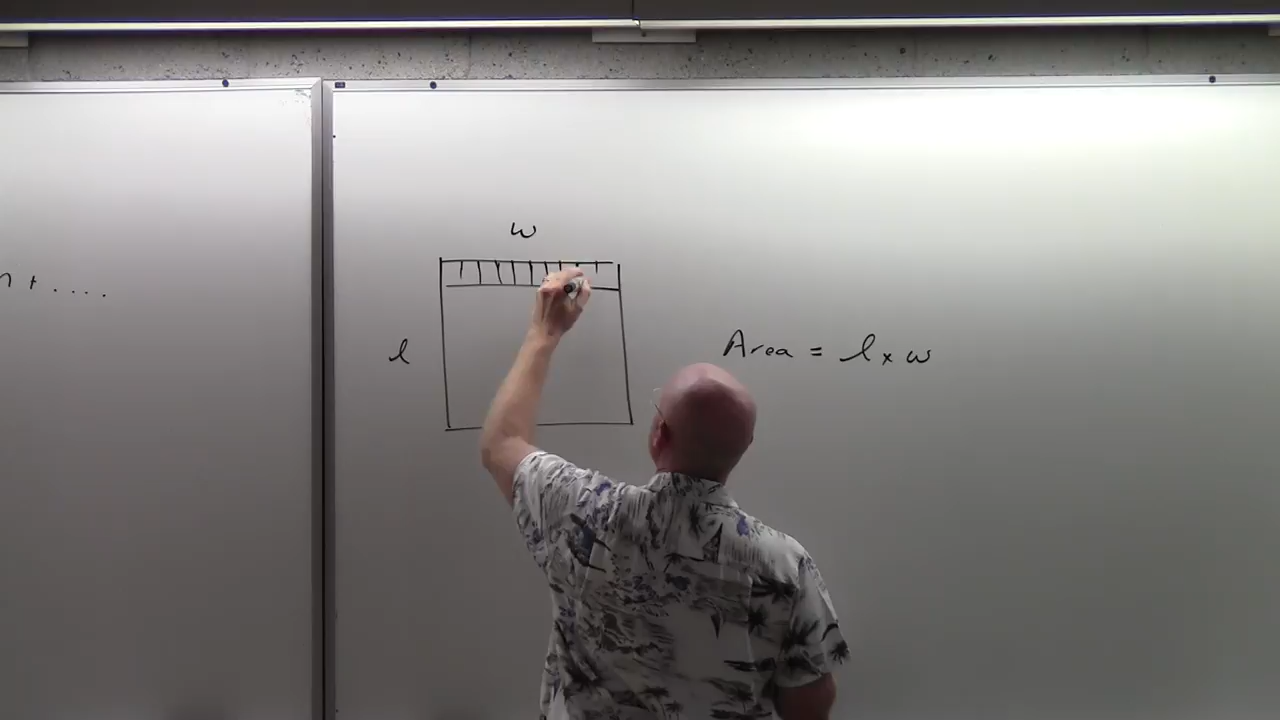 n + ....
w
l
Area = l x w